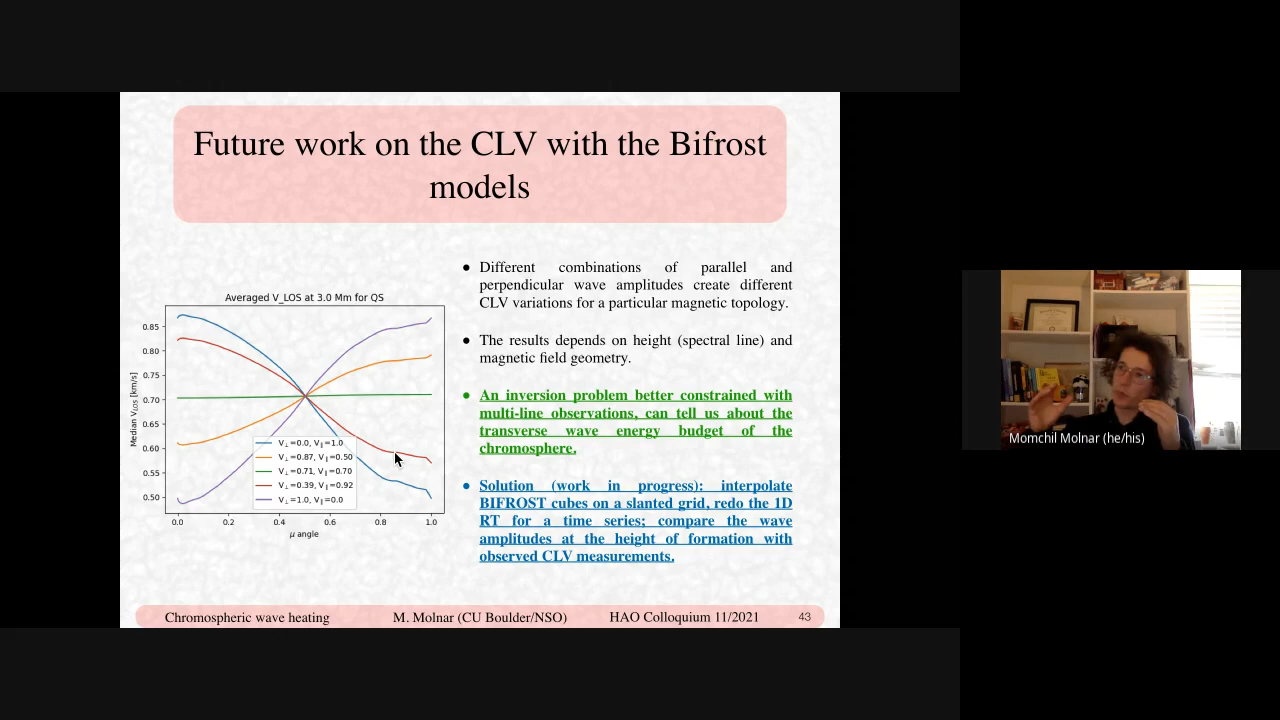 Future work on the CLV with the Bifrost
models
● Different combinations of parallel and
perpendicular wave amplitudes create different
CLV variations for a particular magnetic topology.
● The results depends on height (spectral line) and
magnetic field geometry.
● An inversion problem better constrained with
multi-line observations, can tell us about the
transverse wave energy budget of the
chromosphere.
● Solution (work in progress): interpolate
BIFROST cubes on a slanted grid, redo the 1D
RT for a time series; compare the wave
amplitudes at the height of formation with
observed CLV measurements.
Averaged V_LOS at 3.0 Mm for QS
Median V_LOS [km/s]
0.85
0.80
0.75
0.70
0.65
0.60
0.55
0.50
V⊥=0.0, V∥=1.0
V⊥=0.87, V∥=0.50
V⊥=0.71, V∥=0.70
V⊥=0.39, V∥=0.92
V⊥=1.0, V∥=0.0
0.0 0.2 0.4 0.6 0.8 1.0
μ angle
Chromospheric wave heating M. Molnar (CU Boulder/NSO) HAO Colloquium 11/2021 43
Momchil Molnar (he/his)